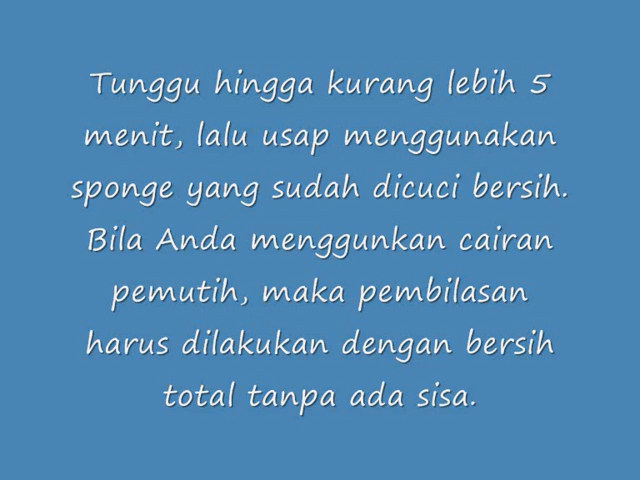 Tunggu hingga kurang lebih 5
menit, lalu usap menggunakan
sponge yang sudah dicuci bersih.
Bila Anda menggunkan cairan
pemutih, maka pembilasan
harus dilakukan dengan bersih
total tanpa ada sisa.